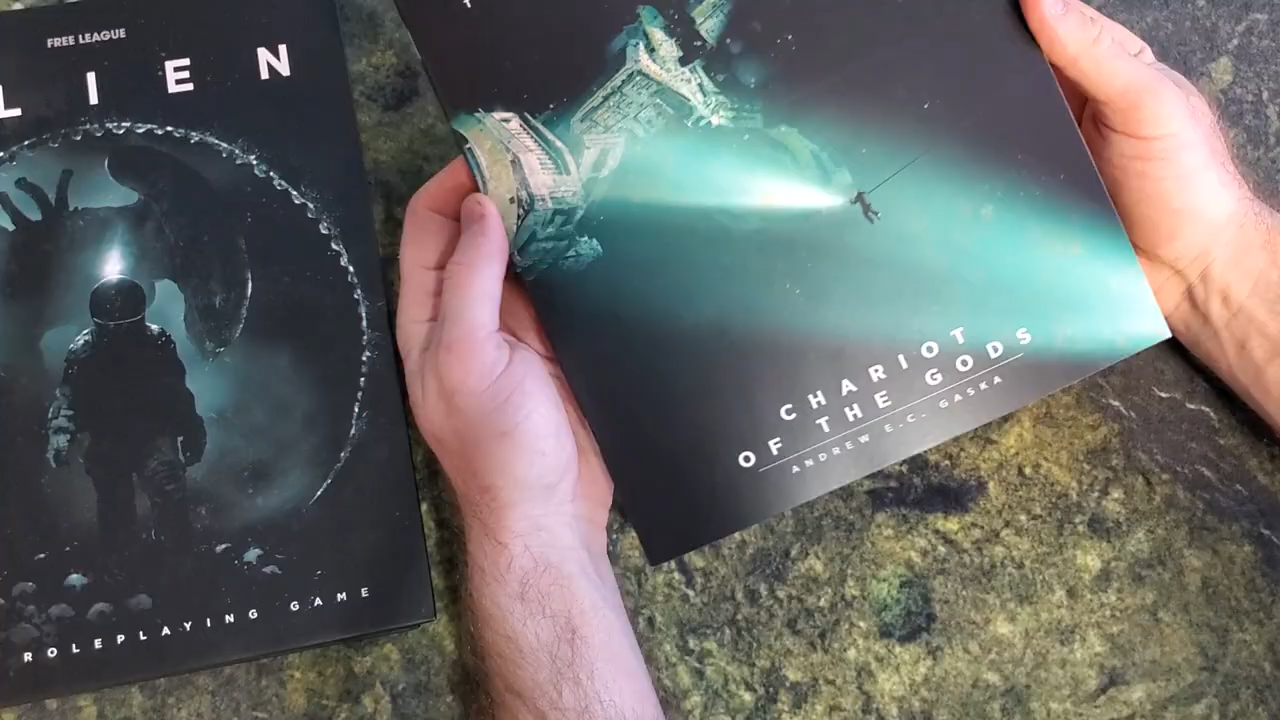 FREE LEAGUE
LIEN
ROLEPLAYING GAME
T
CHARIOT
OF THE GODS
ANDREW E.C. GASKA